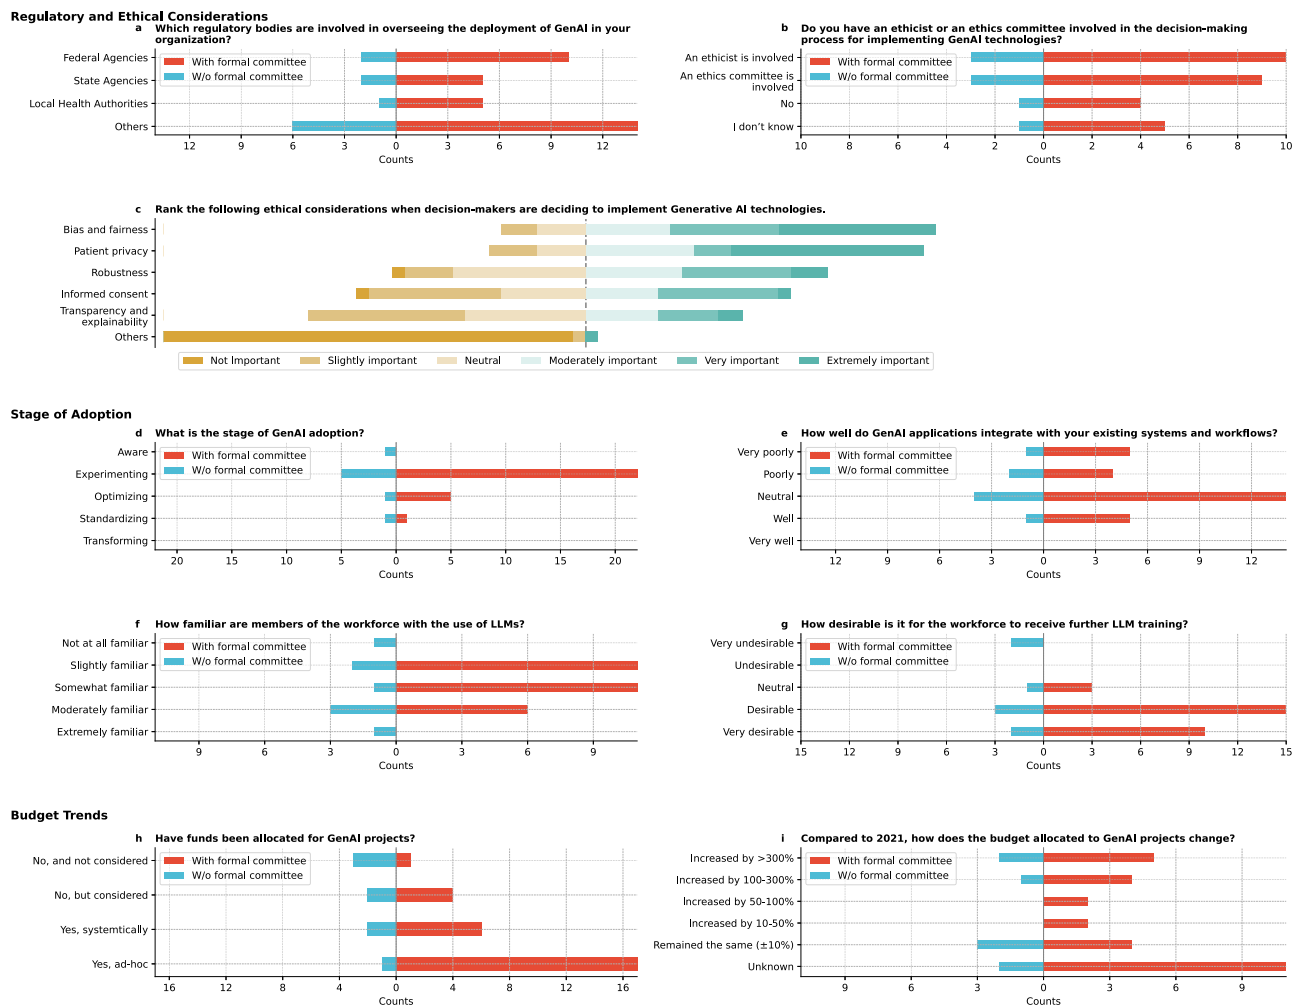 Regulatory and Ethical Considerations
a Which regulatory bodies are involved in overseeing the deployment of GenAI in your
organization?
Federal Agencies
State Agencies
Local Health Authorities
Others
With formal committee
W/o formal committee
12 9 6 3 0 3 6 9 12
Counts
b Do you have an ethicist or an ethics committee involved in the decision-making
process for implementing GenAI technologies?
An ethicist is involved
An ethics committee is
involved
No
I don't know
With formal committee
W/o formal committee
10 8 6 4 2 0 2 4 6 8 10
Counts
c Rank the following ethical considerations when decision-makers are deciding to implement Generative AI technologies.
Bias and fairness
Patient privacy
Robustness
Informed consent
Transparency and
explainability
Others
Not Important Slightly important Neutral Moderately important Very important Extremely important
Stage of Adoption
d What is the stage of GenAI adoption?
Aware
Experimenting
Optimizing
Standardizing
Transforming
With formal committee
W/o formal committee
20 15 10 5 0 5 10 15 20
Counts
e How well do GenAI applications integrate with your existing systems and workflows?
Very poorly
Poorly
Neutral
Well
Very well
With formal committee
W/o formal committee
12 9 6 3 0 3 6 9 12
Counts
f How familiar are members of the workforce with the use of LLMs?
Not at all familiar
Slightly familiar
Somewhat familiar
Moderately familiar
Extremely familiar
With formal committee
W/o formal committee
9 6 3 0 3 6 9
Counts
g How desirable is it for the workforce to receive further LLM training?
Very undesirable
Undesirable
Neutral
Desirable
Very desirable
With formal committee
W/o formal committee
15 12 9 6 3 0 3 6 9 12 15
Counts
Budget Trends
h Have funds been allocated for GenAI projects?
No, and not considered
No, but considered
Yes, systemtically
Yes, ad-hoc
With formal committee
W/o formal committee
16 12 8 4 0 4 8 12 16
Counts
i Compared to 2021, how does the budget allocated to GenAI projects change?
Increased by >300%
Increased by 100-300%
Increased by 50-100%
Increased by 10-50%
Remained the same (±10%)
Unknown
With formal committee
W/o formal committee
9 6 3 0 3 6 9
Counts